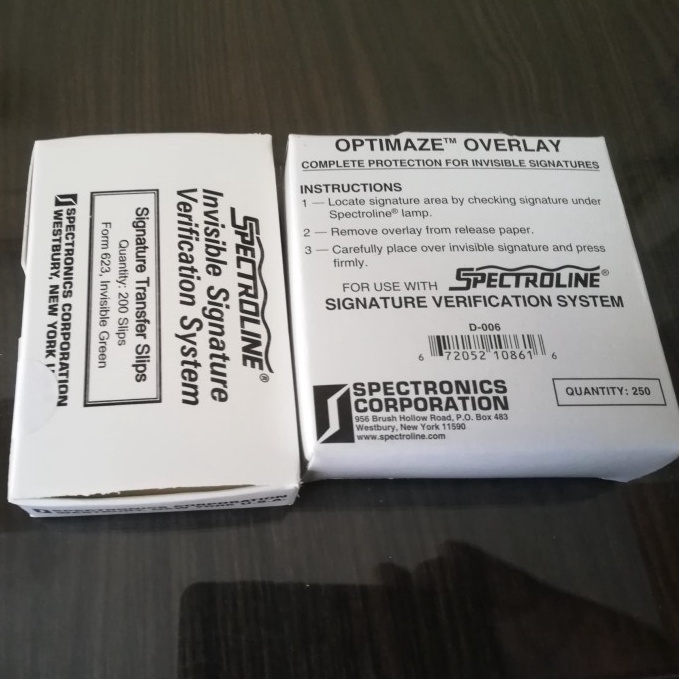 SPECTROLINE®
Invisible Signature
Verification System
Signature Transfer Slips
Quantity: 200 Slips
Form 623, Invisible Green
SPECTRONICS CORPORATION
WESTBURY, NEW YORK
SPECTRONICS CORPORATION
OPTIMAZE™ OVERLAY
COMPLETE PROTECTION FOR INVISIBLE SIGNATURES
INSTRUCTIONS
1 — Locate signature area by checking signature under
Spectroline® lamp.
2 — Remove overlay from release paper.
3 — Carefully place over invisible signature and press
firmly.
FOR USE WITH SPECTROLINE®
SIGNATURE VERIFICATION SYSTEM
D-006
6 72052 10861 6
SPECTRONICS
CORPORATION
956 Brush Hollow Road, P.O. Box 483
Westbury, New York 11590
www.spectroline.com
QUANTITY: 250